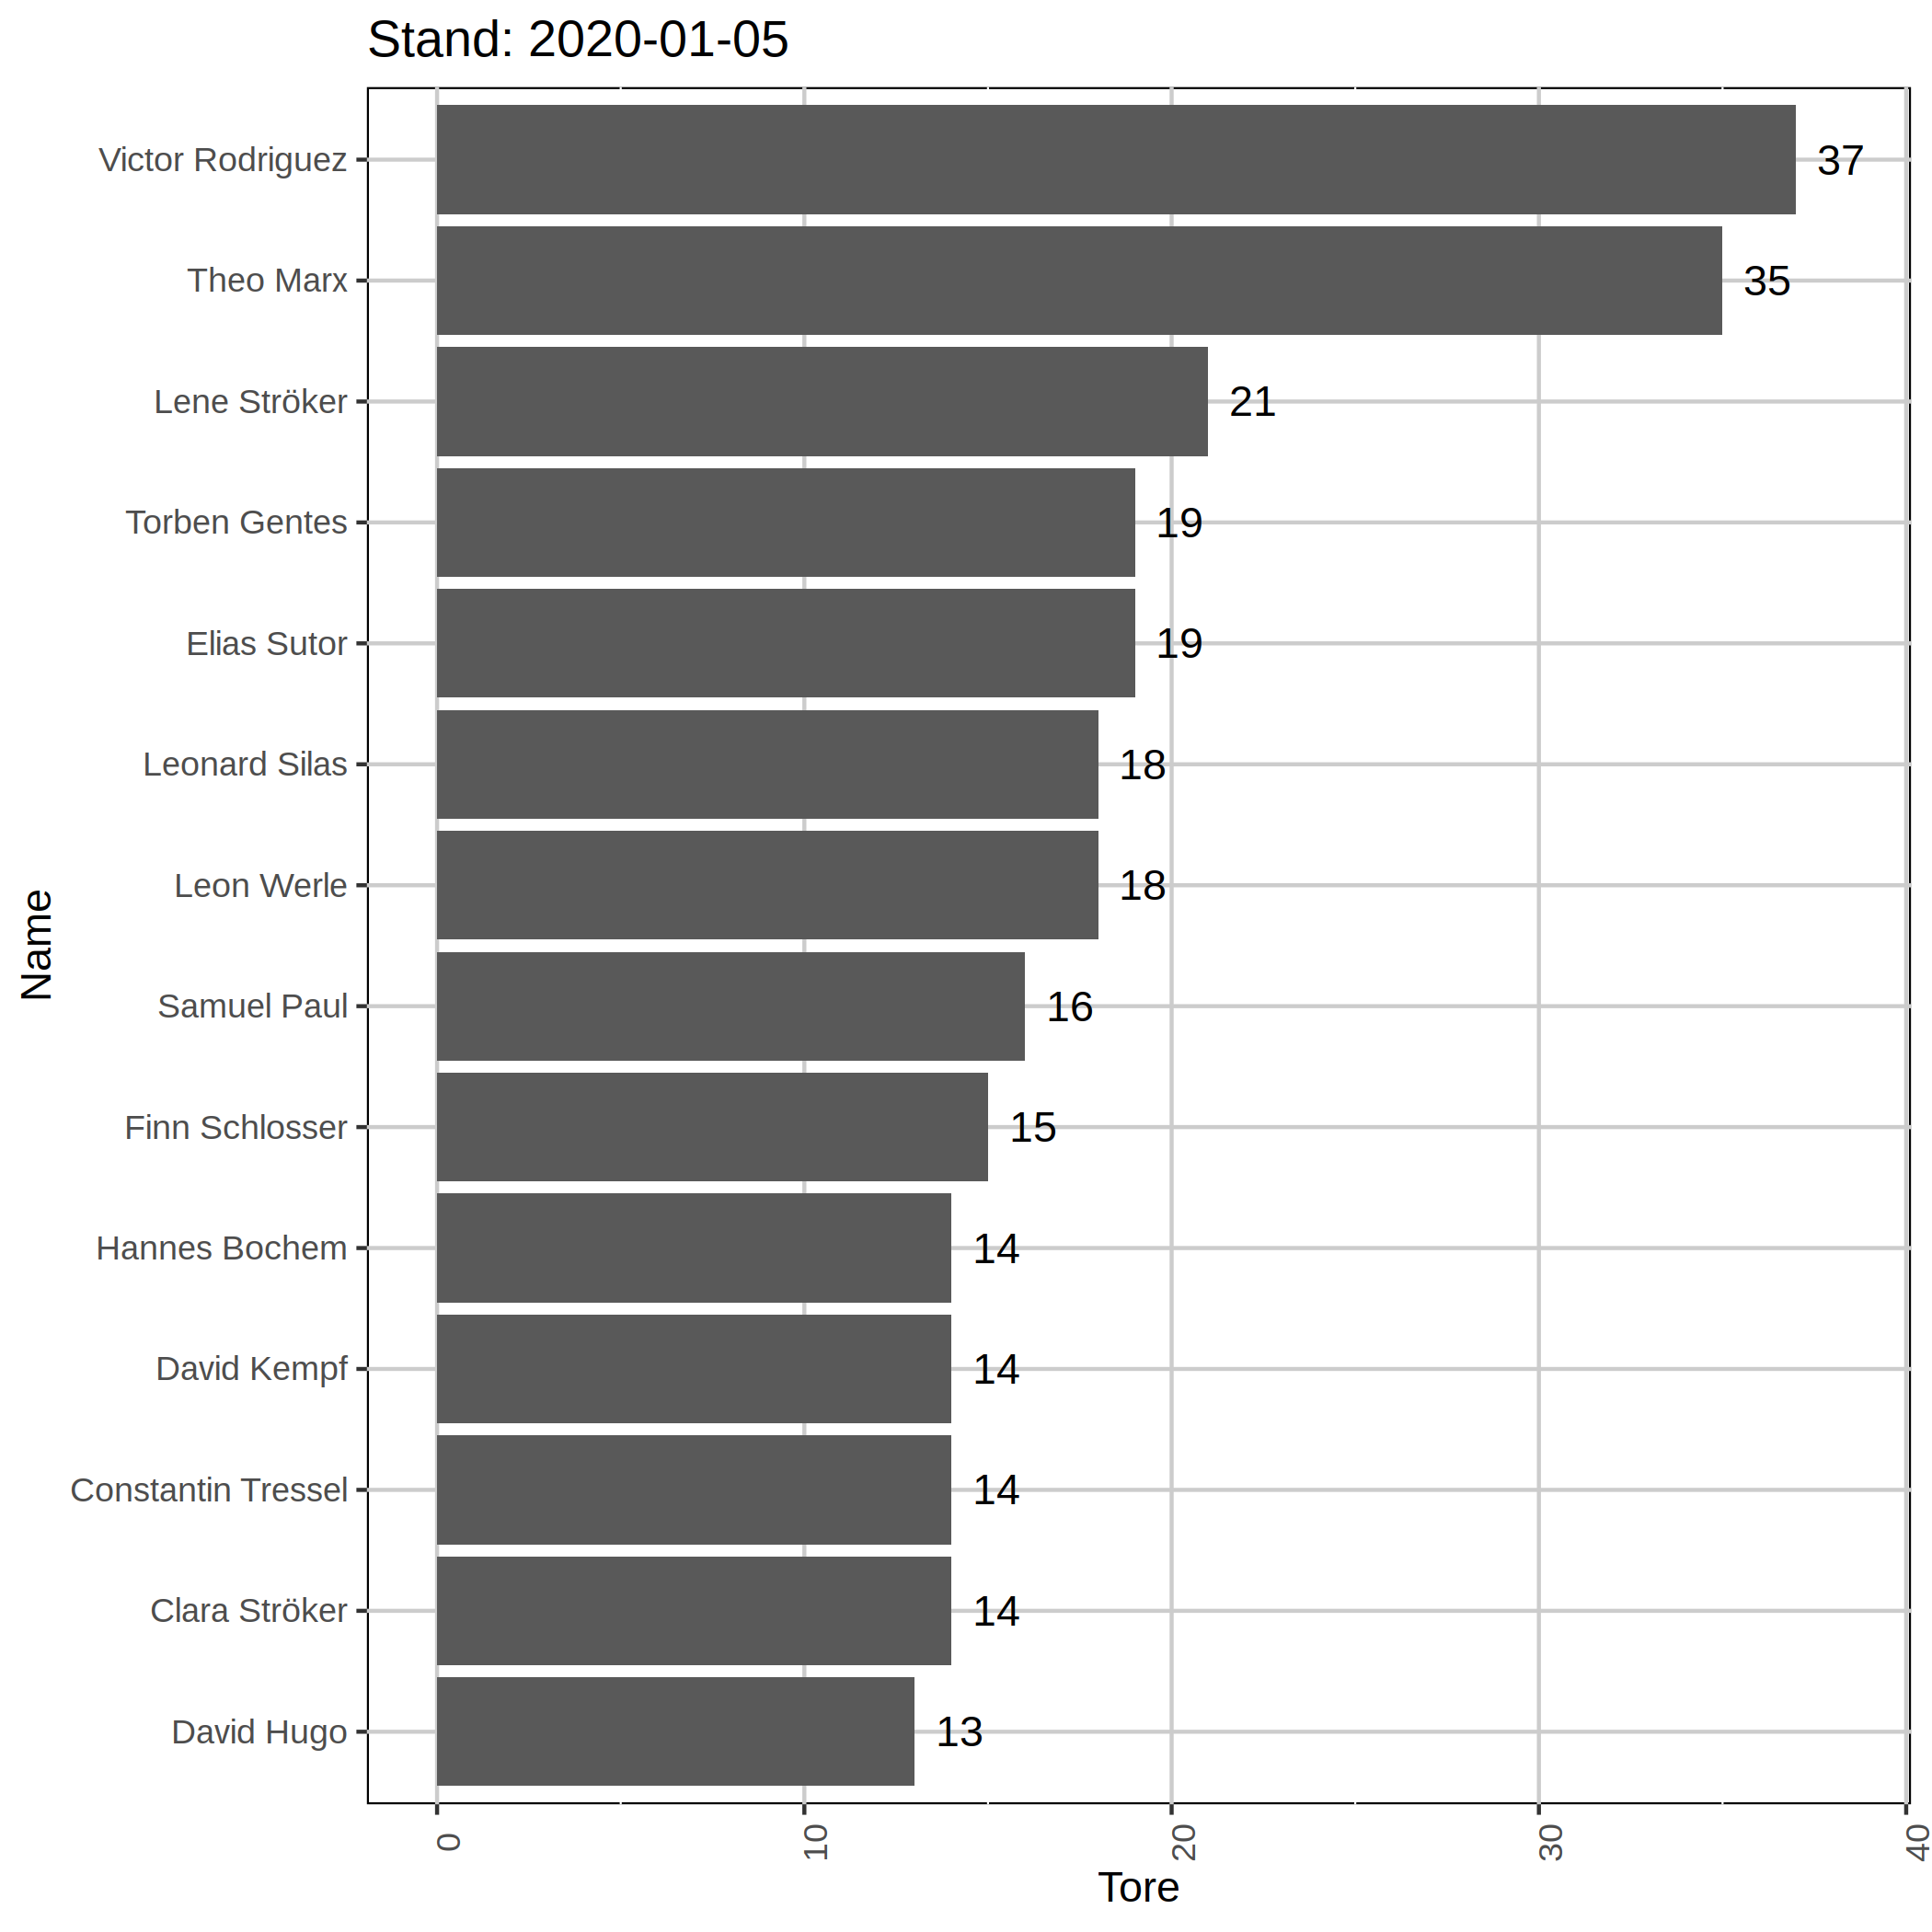 Stand: 2020-01-05
Victor Rodriguez 37
Theo Marx 35
Lene Ströker 21
Torben Gentes 19
Elias Sutor 19
Leonard Silas 18
Leon Werle 18
Samuel Paul 16
Finn Schlosser 15
Hannes Bochem 14
David Kempf 14
Constantin Tressel 14
Clara Ströker 14
David Hugo 13
Name
0 10 20 30 40
Tore